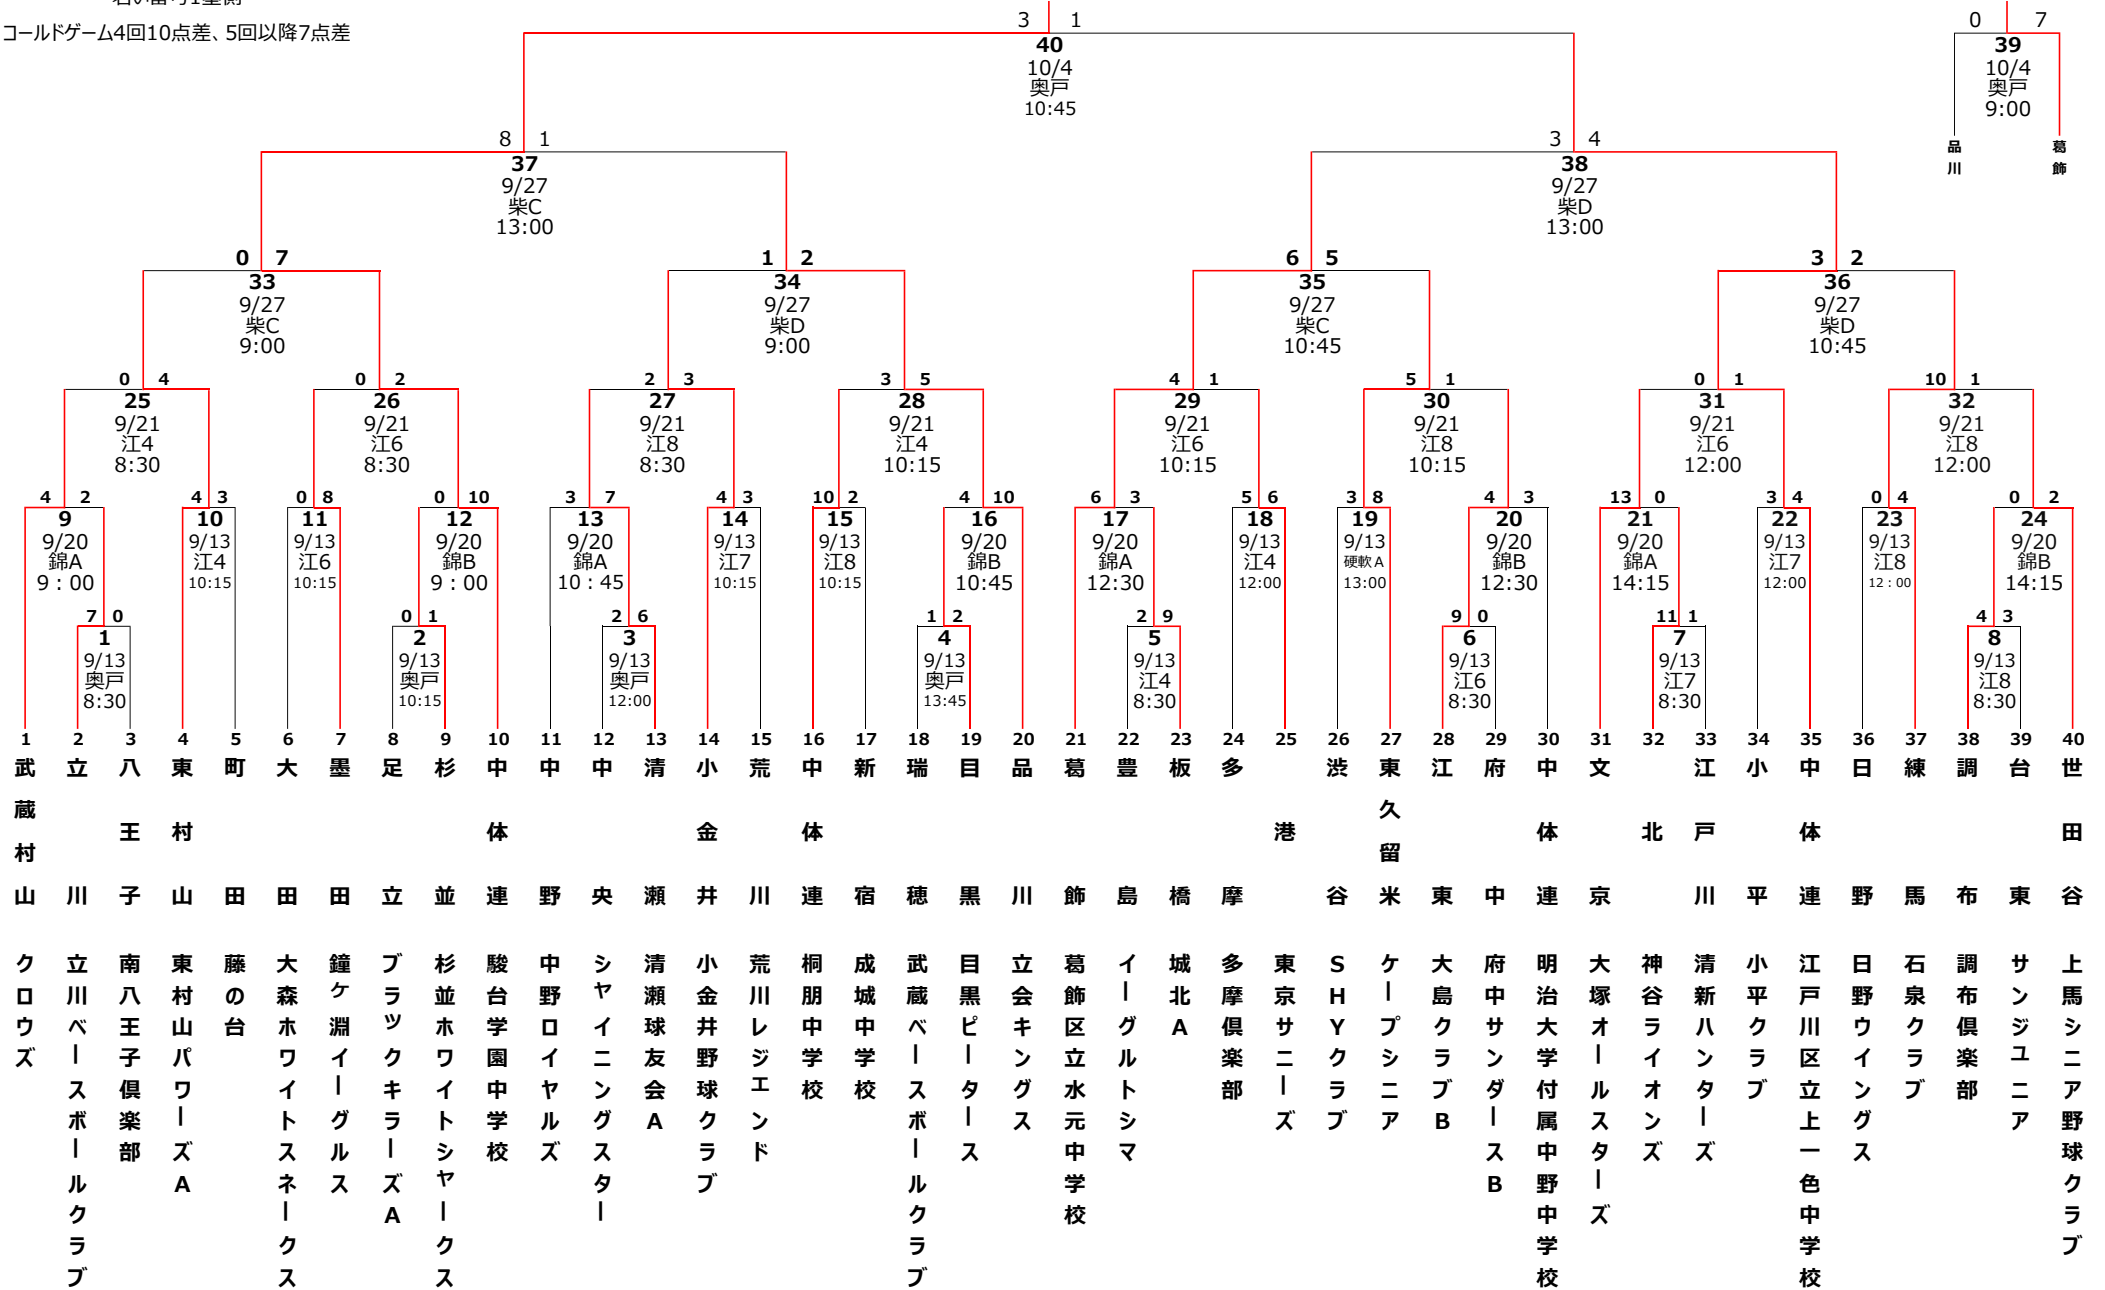 コールドゲーム4回10点差、5回以降7点差
3 1
40
10/4
奥戸
10:45
0 7
39
10/4
奥戸
9:00
品川
葛飾
8 1
37
9/27
柴C
13:00
3 4
38
9/27
柴D
13:00
0 7
33
9/27
柴C
9:00
1 2
34
9/27
柴D
9:00
6 5
35
9/27
柴C
10:45
3 2
36
9/27
柴D
10:45
0 4
25
9/21
江4
8:30
0 2
26
9/21
江6
8:30
2 3
27
9/21
江8
8:30
3 5
28
9/21
江4
10:15
4 1
29
9/21
江6
10:15
5 1
30
9/21
江8
10:15
0 1
31
9/21
江6
12:00
10 1
32
9/21
江8
12:00
4 2
9
9/20
錦A
9：00
4 3
10
9/13
江4
10:15
0 8
11
9/13
江6
10:15
0 10
12
9/20
錦B
9：00
3 7
13
9/20
錦A
10：45
4 3
14
9/13
江7
10:15
10 2
15
9/13
江8
10:15
4 10
16
9/20
錦B
10:45
6 3
17
9/20
錦A
12:30
5 6
18
9/13
江4
12:00
3 8
19
9/13
硬軟A
13:00
4 3
20
9/20
錦B
12:30
13 0
21
9/20
錦A
14:15
3 4
22
9/13
江7
12:00
0 4
23
9/13
江8
12：00
0 2
24
9/20
錦B
14:15
7 0
1
9/13
奥戸
8:30
0 1
2
9/13
奥戸
10:15
2 6
3
9/13
奥戸
12:00
1 2
4
9/13
奥戸
13:45
2 9
5
9/13
江4
8:30
9 0
6
9/13
江6
8:30
11 1
7
9/13
江7
8:30
4 3
8
9/13
江8
8:30
1 武蔵村山 クロウズ
2 立川 立川ベースボールクラブ
3 八王子 南八王子倶楽部
4 東村山 東村山パワーズA
5 町田 藤の台
6 大田 大森ホワイトスネークス
7 墨田 鐘ケ淵イーグルス
8 足立 ブラックキラーズA
9 杉並 杉並ホワイトシャークス
10 中体連 駿台学園中学校
11 中野 中野ロイヤルズ
12 中央 シャイニングスター
13 清瀬 清瀬球友会A
14 小金井 小金井野球クラブ
15 荒川 荒川レジェンド
16 中体連 桐朋中学校
17 新宿 成城中学校
18 瑞穂 武蔵ベースボールクラブ
19 目黒 目黒ピータース
20 品川 立会キングス
21 葛飾 葛飾区立水元中学校
22 豊島 イーグルトシマ
23 板橋 城北A
24 多摩 多摩倶楽部
25 港 東京サニーズ
26 渋谷 SHYクラブ
27 東久留米 ケープシニア
28 江東 大島クラブB
29 府中 府中サンダースB
30 中体連 明治大学付属中野中学校
31 文京 大塚オールスターズ
32 北 神谷ライオンズ
33 江戸川 清新ハンターズ
34 小平 小平クラブ
35 中体連 江戸川区立上一色中学校
36 日野 日野ウイングス
37 練馬 石泉クラブ
38 調布 調布倶楽部
39 台東 サンジュニア
40 世田谷 上馬シニア野球クラブ